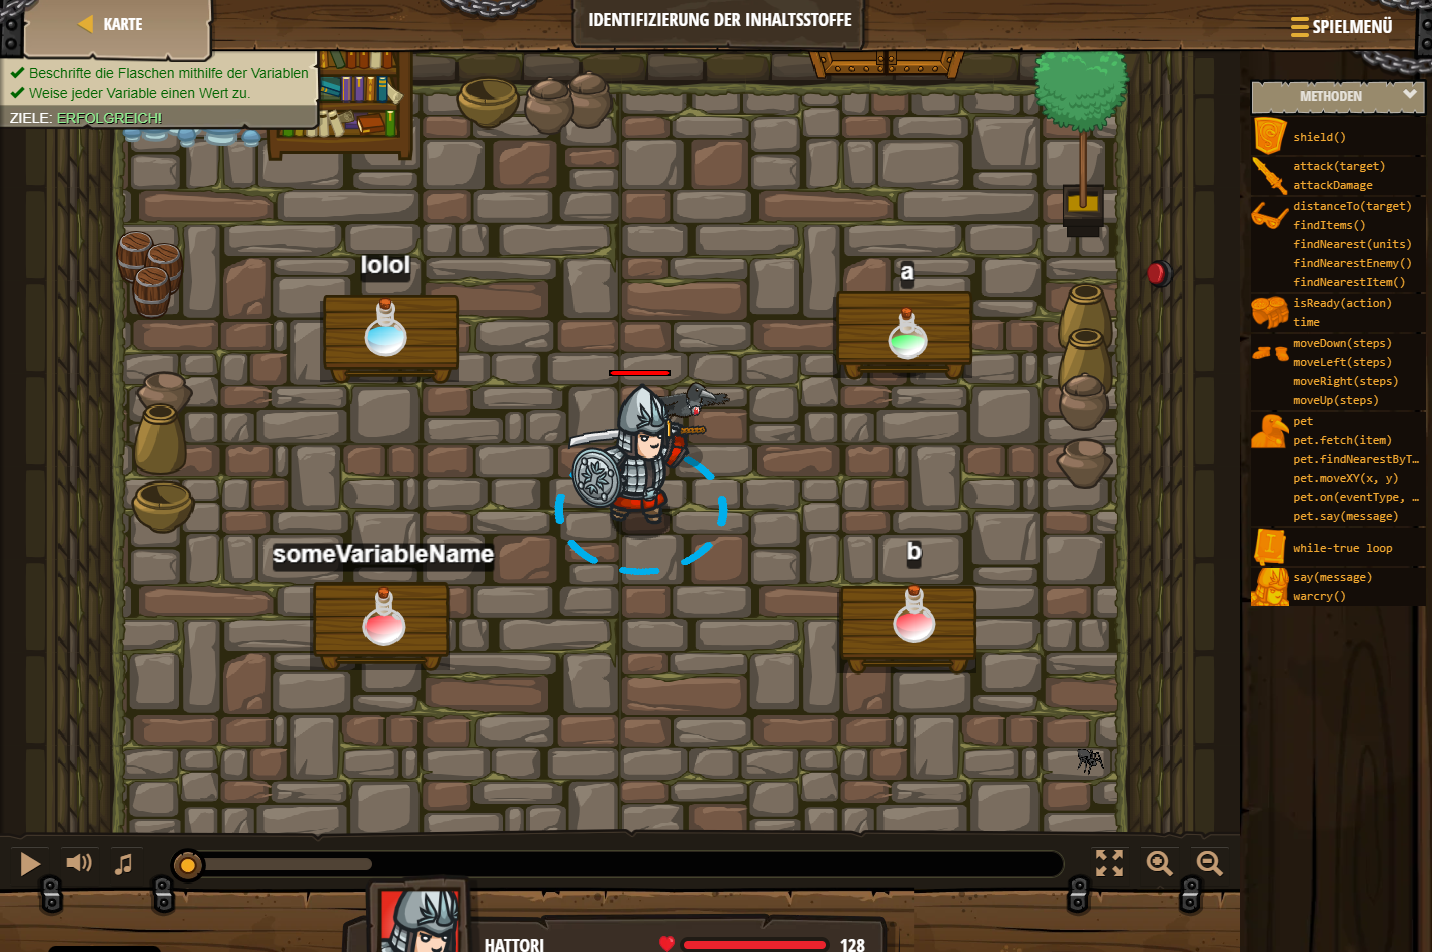 KARTE
IDENTIFIZIERUNG DER INHALTSSTOFFE
SPIELMENÜ
Beschrifte die Flaschen mithilfe der Variablen
Weise jeder Variable einen Wert zu.
ZIELE: ERFOLGREICH!
lolol
a
someVariableName
b
METHODEN
shield()
attack(target)
attackDamage
distanceTo(target)
findItems()
findNearest(units)
findNearestEnemy()
findNearestItem()
isReady(action)
time
moveDown(steps)
moveLeft(steps)
moveRight(steps)
moveUp(steps)
pet
pet.fetch(item)
pet.findNearestByT…
pet.moveXY(x, y)
pet.on(eventType, …
pet.say(message)
while-true loop
say(message)
warcry()
HATTORI
128